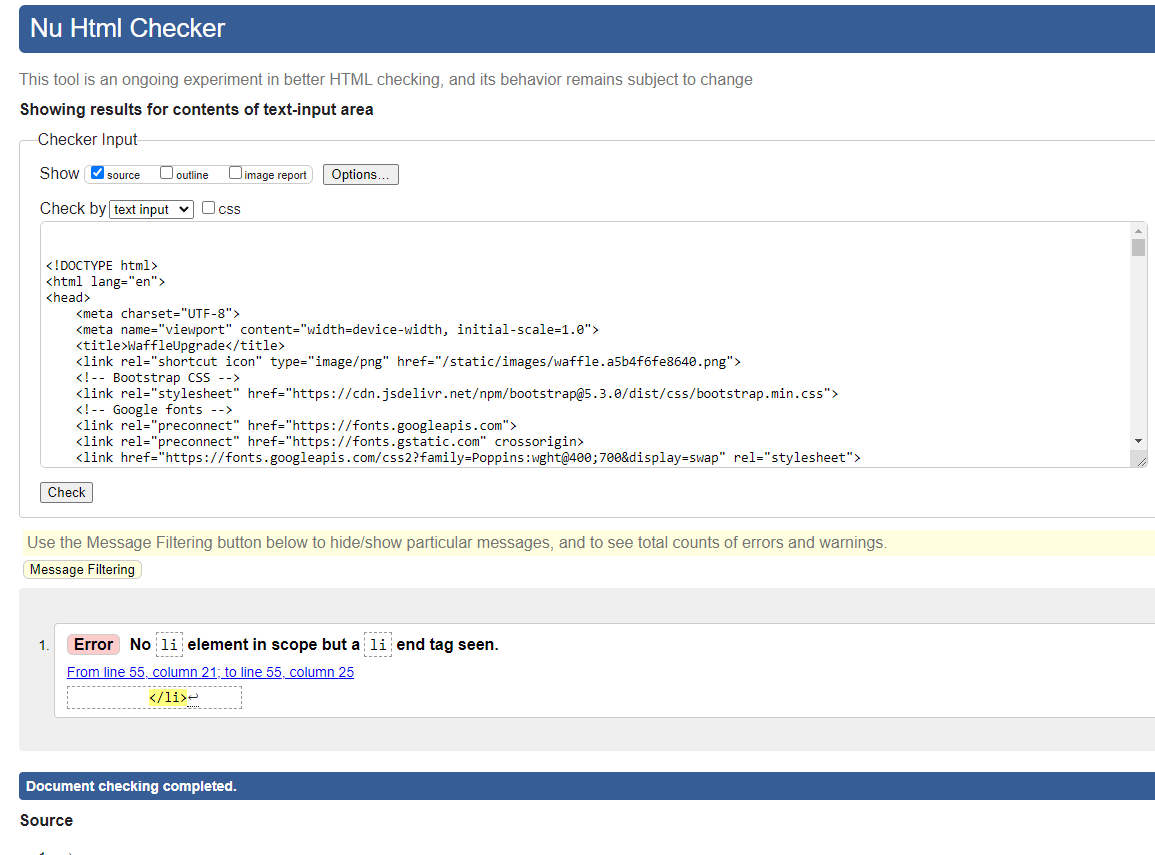 Nu Html Checker
This tool is an ongoing experiment in better HTML checking, and its behavior remains subject to change
Showing results for contents of text-input area
Checker Input
Show source outline image report Options...
Check by text input CSS
<!DOCTYPE html>
<html lang="en">
<head>
    <meta charset="UTF-8">
    <meta name="viewport" content="width=device-width, initial-scale=1.0">
    <title>WaffleUpgrade</title>
    <link rel="shortcut icon" type="image/png" href="/static/images/waffle.a5b4f6fe8640.png">
    <!-- Bootstrap CSS -->
    <link rel="stylesheet" href="https://cdn.jsdelivr.net/npm/bootstrap@5.3.0/dist/css/bootstrap.min.css">
    <!-- Google fonts -->
    <link rel="preconnect" href="https://fonts.googleapis.com">
    <link rel="preconnect" href="https://fonts.gstatic.com" crossorigin>
    <link href="https://fonts.googleapis.com/css2?family=Poppins:wght@400;700&display=swap" rel="stylesheet">
Check
Use the Message Filtering button below to hide/show particular messages, and to see total counts of errors and warnings.
Message Filtering
1. Error No li element in scope but a li end tag seen.
From line 55, column 21; to line 55, column 25
</li>↩
Document checking completed.
Source